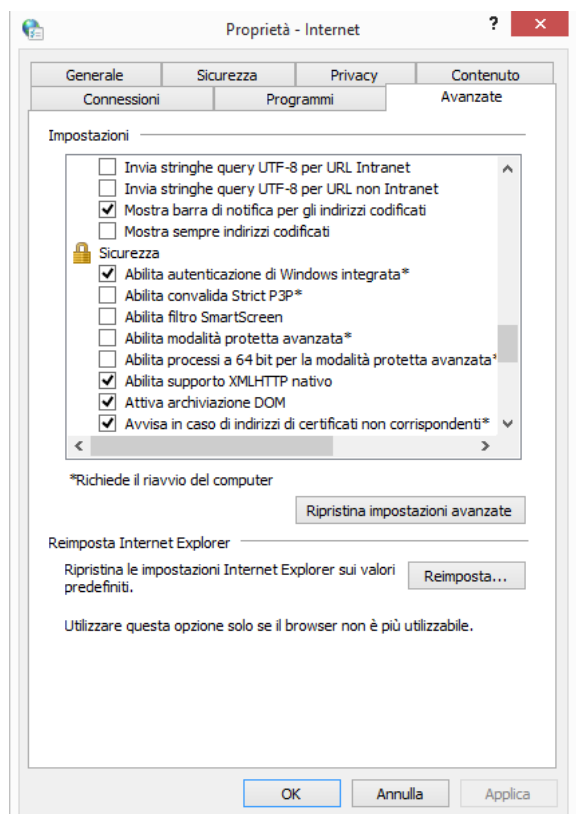 Proprietà - Internet
?
×
Generale
Sicurezza
Privacy
Contenuto
Connessioni
Programmi
Avanzate
Impostazioni
Invia stringhe query UTF-8 per URL Intranet
Invia stringhe query UTF-8 per URL non Intranet
Mostra barra di notifica per gli indirizzi codificati
Mostra sempre indirizzi codificati
Sicurezza
Abilita autenticazione di Windows integrata*
Abilita convalida Strict P3P*
Abilita filtro SmartScreen
Abilita modalità protetta avanzata*
Abilita processi a 64 bit per la modalità protetta avanzata*
Abilita supporto XMLHTTP nativo
Attiva archiviazione DOM
Avvisa in caso di indirizzi di certificati non corrispondenti*
*Richiede il riavvio del computer
Ripristina impostazioni avanzate
Reimposta Internet Explorer
Ripristina le impostazioni Internet Explorer sui valori
predefiniti.
Reimposta...
Utilizzare questa opzione solo se il browser non è più utilizzabile.
OK
Annulla
Applica